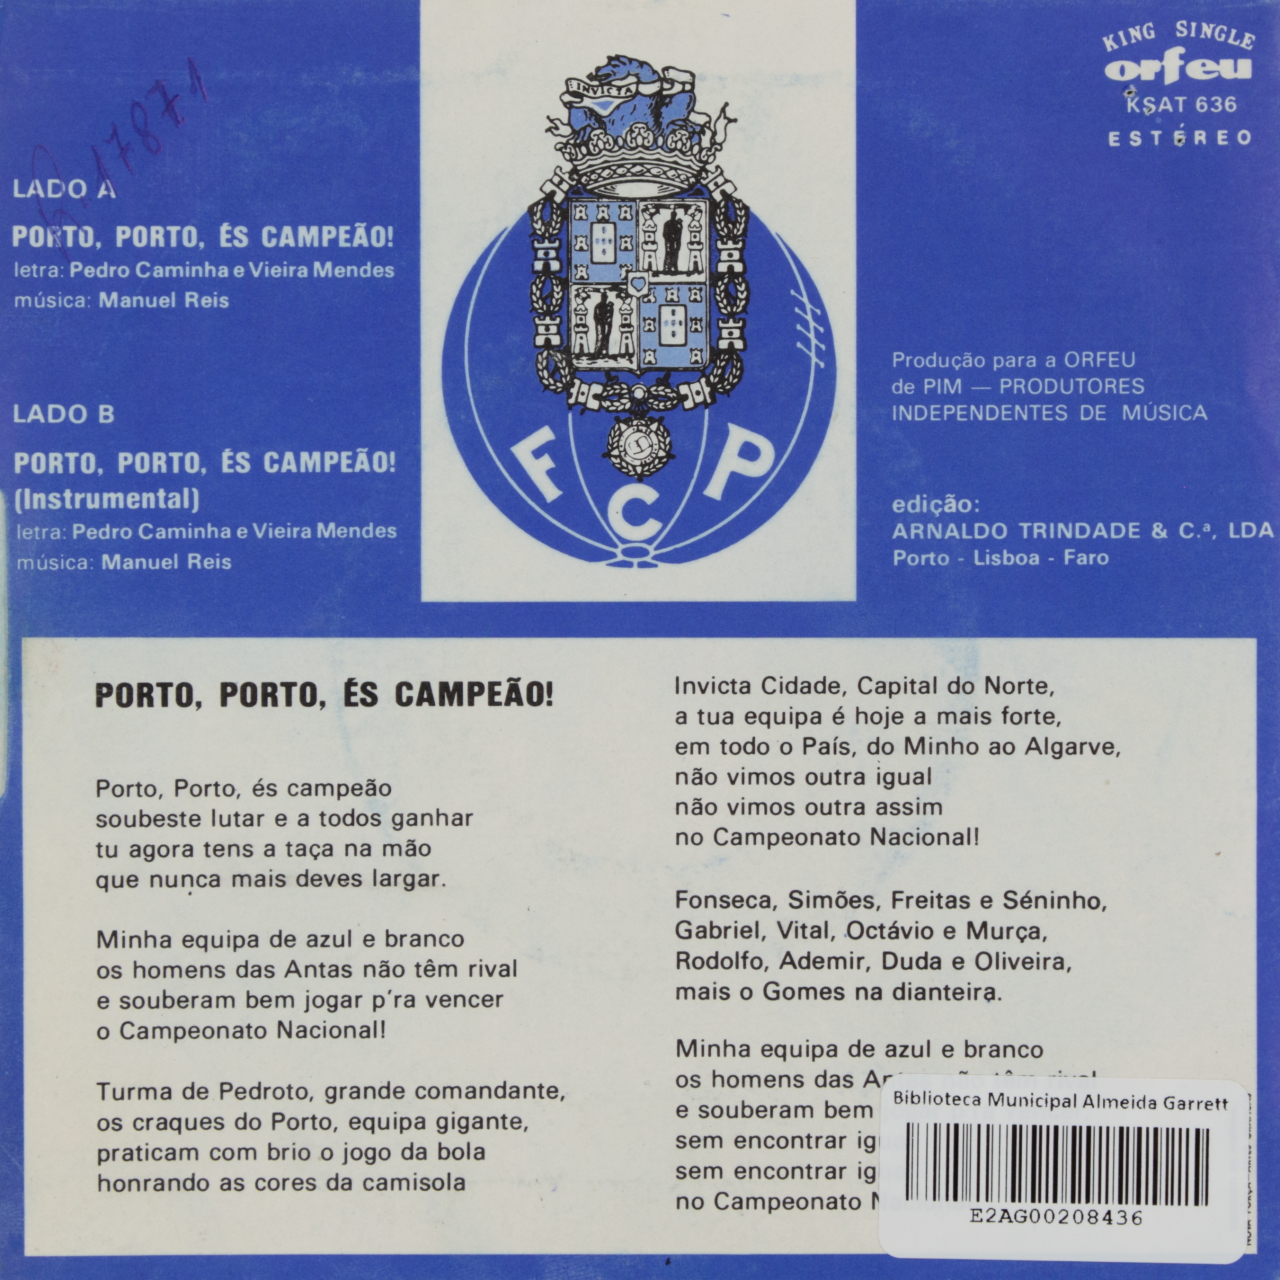 R. 17871
LADO A
PORTO, PORTO, ÉS CAMPEÃO!
letra: Pedro Caminha e Vieira Mendes
música: Manuel Reis
LADO B
PORTO, PORTO, ÉS CAMPEÃO!
(Instrumental)
letra: Pedro Caminha e Vieira Mendes
música: Manuel Reis
INVICTA
F C P
KING SINGLE
orfeu
KSAT 636
ESTÉREO
Produção para a ORFEU
de PIM — PRODUTORES
INDEPENDENTES DE MÚSICA
edição:
ARNALDO TRINDADE & C.ª, LDA
Porto - Lisboa - Faro
PORTO, PORTO, ÉS CAMPEÃO!
Porto, Porto, és campeão
soubeste lutar e a todos ganhar
tu agora tens a taça na mão
que nunca mais deves largar.
Minha equipa de azul e branco
os homens das Antas não têm rival
e souberam bem jogar p'ra vencer
o Campeonato Nacional!
Turma de Pedroto, grande comandante,
os craques do Porto, equipa gigante,
praticam com brio o jogo da bola
honrando as cores da camisola
Invicta Cidade, Capital do Norte,
a tua equipa é hoje a mais forte,
em todo o País, do Minho ao Algarve,
não vimos outra igual
não vimos outra assim
no Campeonato Nacional!
Fonseca, Simões, Freitas e Séninho,
Gabriel, Vital, Octávio e Murça,
Rodolfo, Ademir, Duda e Oliveira,
mais o Gomes na dianteira.
Minha equipa de azul e branco
os homens das Antas não têm rival
e souberam bem
sem encontrar
sem encontrar
no Campeonato
Biblioteca Municipal Almeida Garrett
E2AG00208436